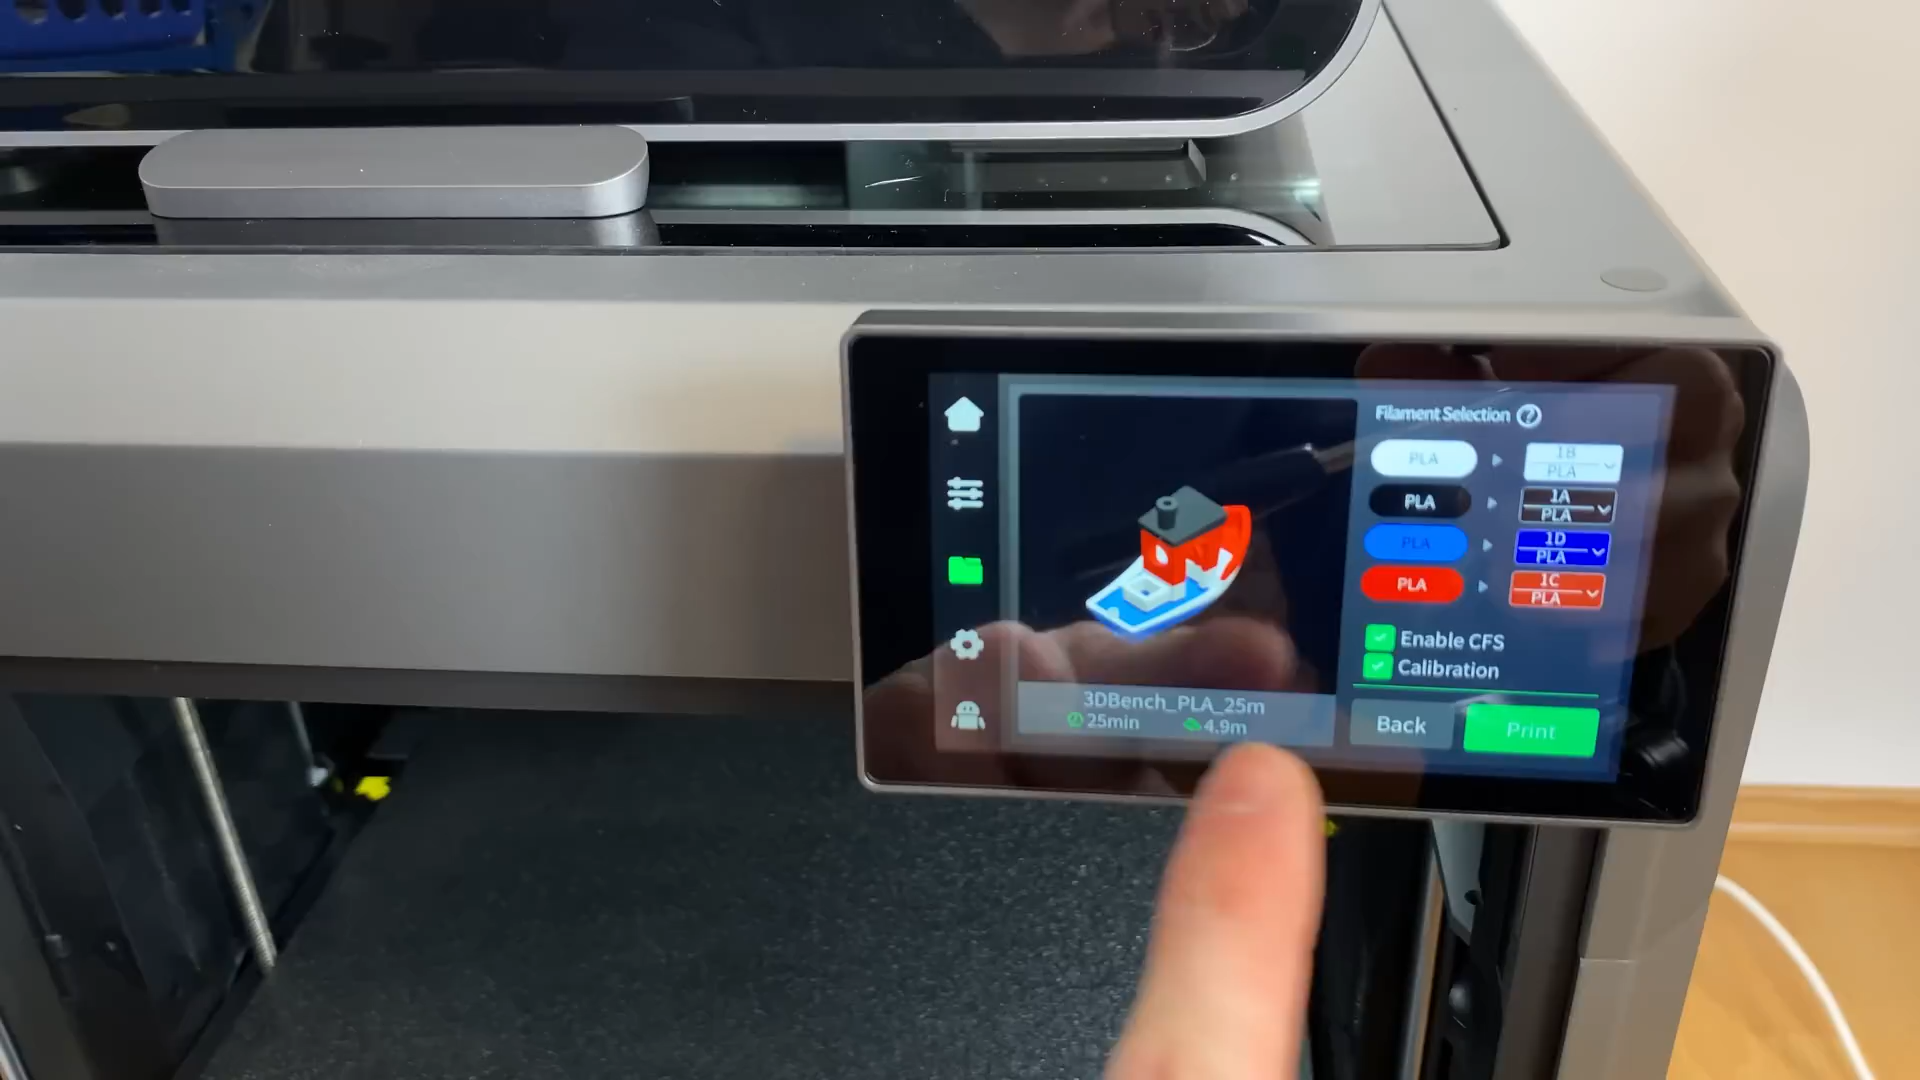 Filament Selection ?
PLA
1B
PLA
PLA
1A
PLA
PLA
1D
PLA
PLA
1C
PLA
Enable CFS
Calibration
3DBench_PLA_25m
25min 4.9m
Back
Print